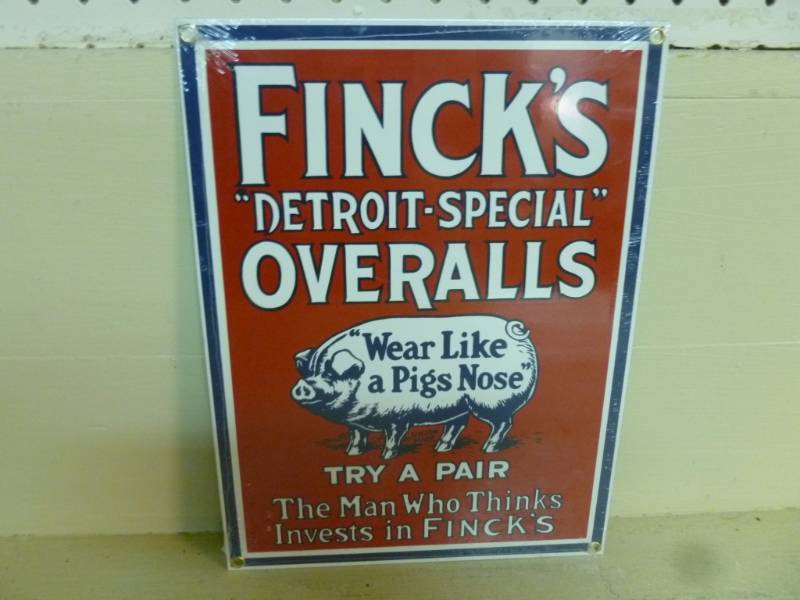 FINCK'S
"DETROIT-SPECIAL"
OVERALLS
"Wear Like
a Pigs Nose"
TRY A PAIR
The Man Who Thinks
Invests in FINCK'S